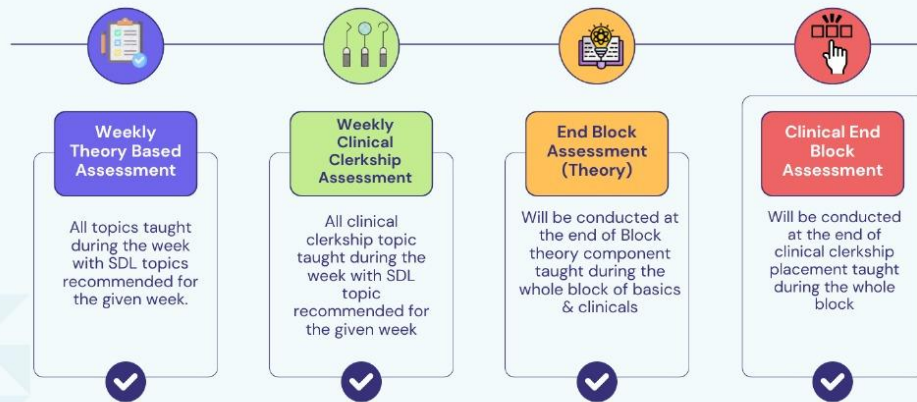 Weekly
Theory Based
Assessment
All topics taught
during the week
with SDL topics
recommended for
the given week.
Weekly
Clinical
Clerkship
Assessment
All clinical
clerkship topic
taught during the
week with SDL
topic
recommended for
the given week
End Block
Assessment
(Theory)
Will be conducted at
the end of Block
theory component
taught during the
whole block of basics
& clinicals
Clinical End
Block
Assessment
Will be conducted
at the end of
clinical clerkship
placement taught
during the whole
block